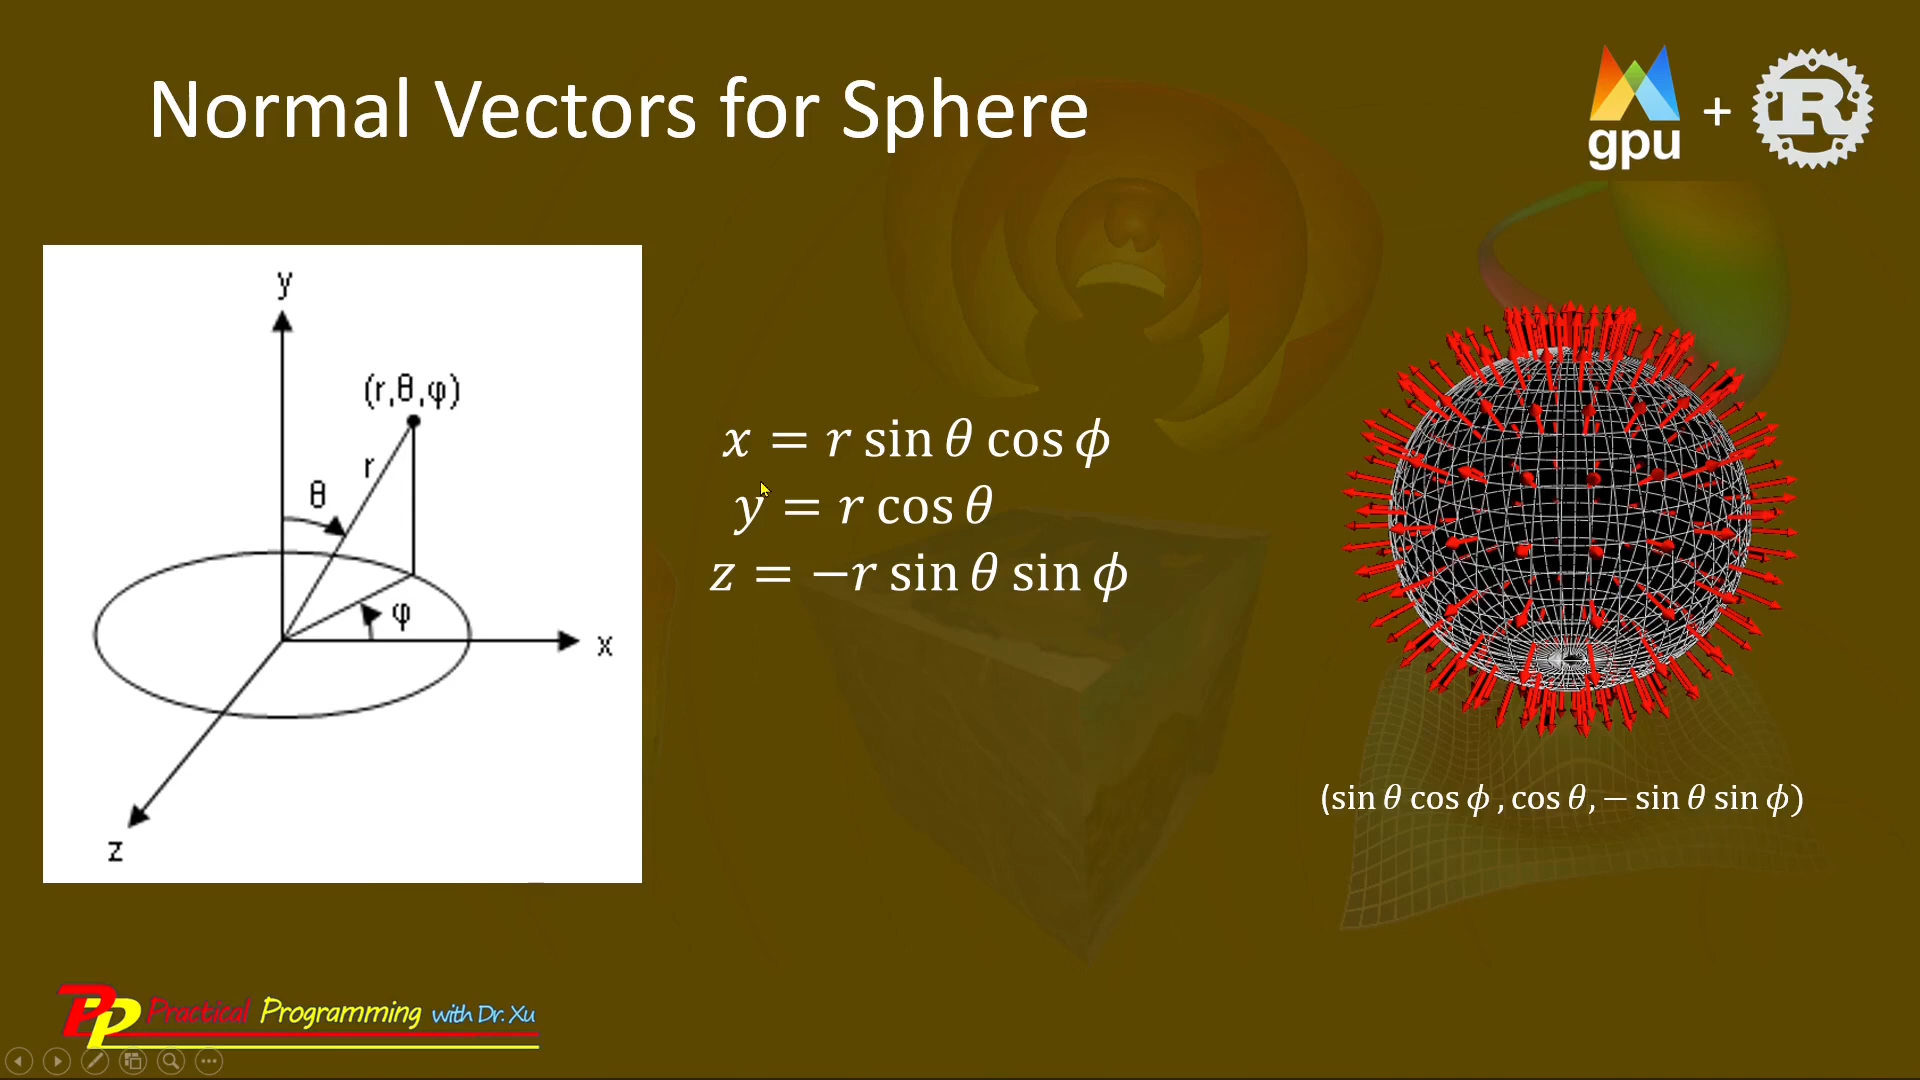 Normal Vectors for Sphere
gpu + R
y
(r,θ,φ)
r
θ
φ
x
z
x = r sin θ cos ϕ
y = r cos θ
z = −r sin θ sin ϕ
(sin θ cos ϕ , cos θ, − sin θ sin ϕ)
PP Practical Programming with Dr. Xu